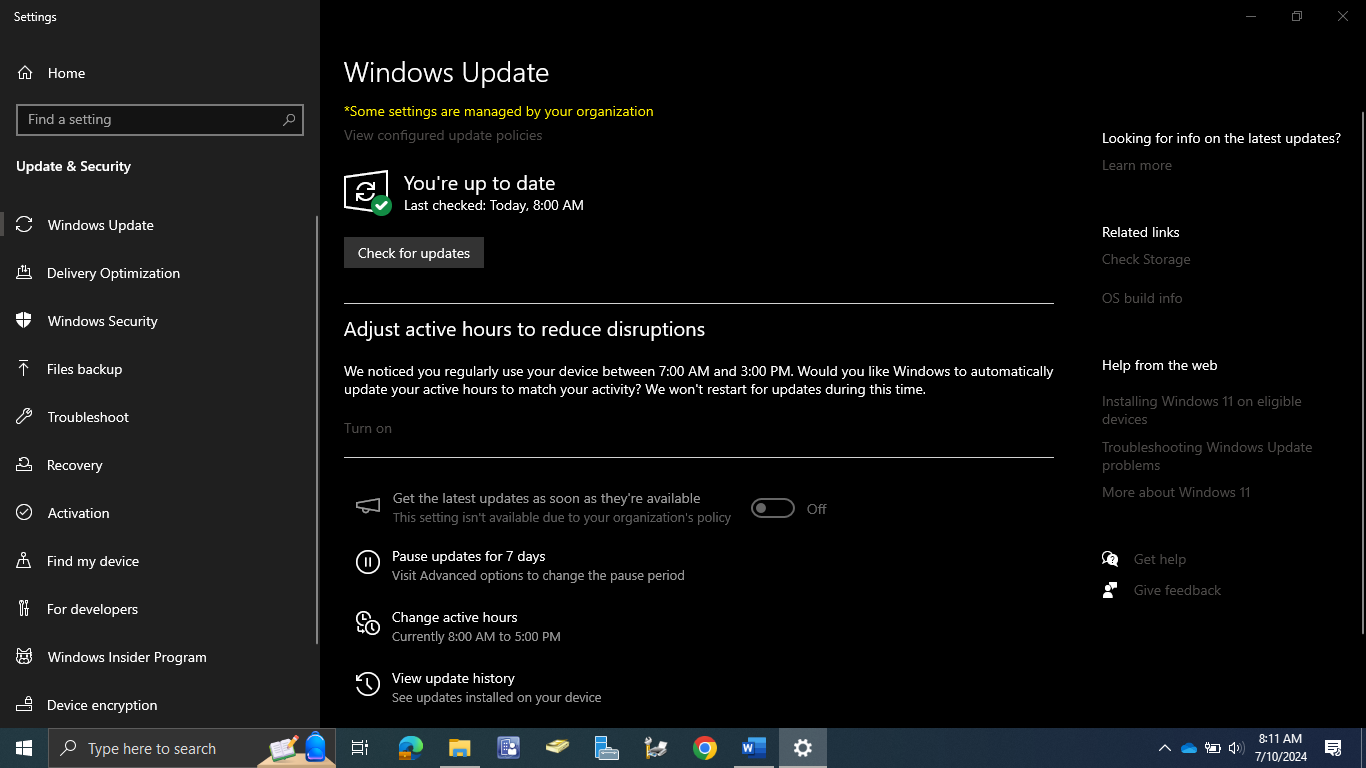 Settings
Home
Find a setting
Update & Security
Windows Update
Delivery Optimization
Windows Security
Files backup
Troubleshoot
Recovery
Activation
Find my device
For developers
Windows Insider Program
Device encryption
Windows Update
*Some settings are managed by your organization
View configured update policies
You're up to date
Last checked: Today, 8:00 AM
Check for updates
Adjust active hours to reduce disruptions
We noticed you regularly use your device between 7:00 AM and 3:00 PM. Would you like Windows to automatically
update your active hours to match your activity? We won't restart for updates during this time.
Turn on
Get the latest updates as soon as they're available
This setting isn't available due to your organization's policy
Off
Pause updates for 7 days
Visit Advanced options to change the pause period
Change active hours
Currently 8:00 AM to 5:00 PM
View update history
See updates installed on your device
Looking for info on the latest updates?
Learn more
Related links
Check Storage
OS build info
Help from the web
Installing Windows 11 on eligible
devices
Troubleshooting Windows Update
problems
More about Windows 11
Get help
Give feedback
Type here to search
8:11 AM
7/10/2024